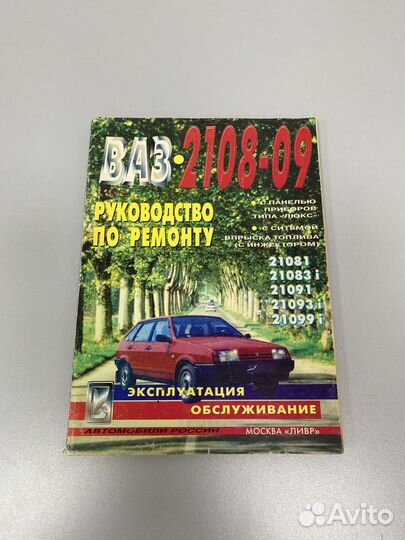 ВАЗ•2108-09
РУКОВОДСТВО
ПО РЕМОНТУ
• С ПАНЕЛЬЮ
ПРИБОРОВ
ТИПА «ЛЮКС»
• С СИТЕМОЙ
ВПРЫСКА ТОПЛИВА
(С ИНЖЕКТОРОМ)
21081
21083 i
21091
21093,i
21099 i
ЭКСПЛУАТАЦИЯ
ОБСЛУЖИВАНИЕ
АВТОМОБИЛИ РОССИИ
МОСКВА «ЛИВР»
Avito